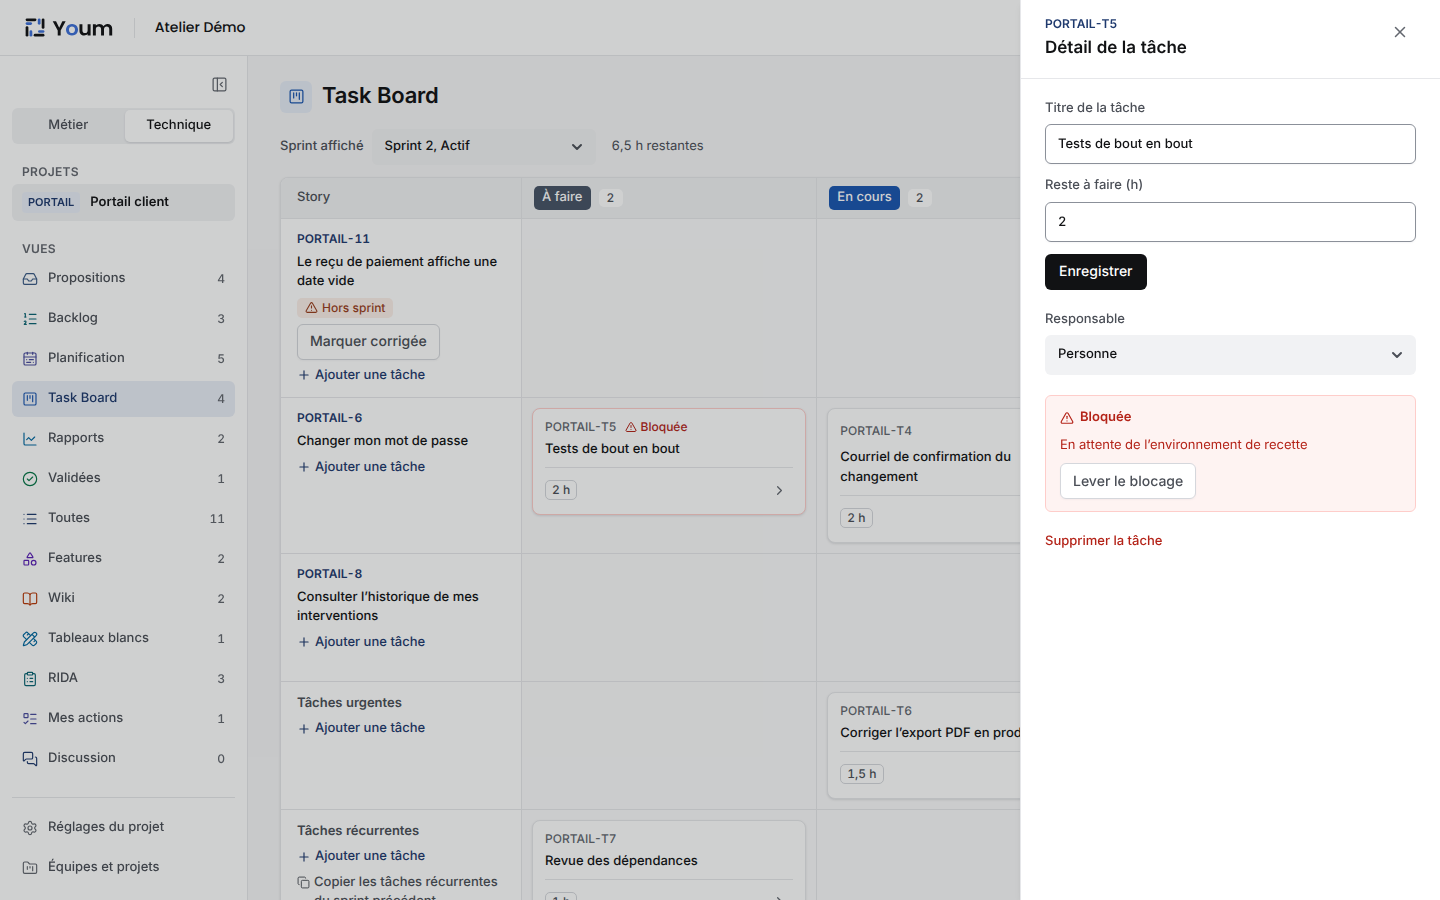 Youm
Atelier Démo
Métier
Technique
PROJETS
PORTAIL Portail client
VUES
Propositions 4
Backlog 3
Planification 5
Task Board 4
Rapports 2
Validées 1
Toutes 11
Features 2
Wiki 2
Tableaux blancs 1
RIDA 3
Mes actions 1
Discussion 0
Réglages du projet
Équipes et projets
Task Board
Sprint affiché Sprint 2, Actif 6,5 h restantes
Story À faire 2 En cours 2
PORTAIL-11
Le reçu de paiement affiche une
date vide
Hors sprint
Marquer corrigée
Ajouter une tâche
PORTAIL-6
Changer mon mot de passe
Ajouter une tâche
PORTAIL-T5 Bloquée
Tests de bout en bout
2 h
PORTAIL-T4
Courriel de confirmation du
changement
2 h
PORTAIL-8
Consulter l’historique de mes
interventions
Ajouter une tâche
Tâches urgentes
Ajouter une tâche
PORTAIL-T6
Corriger l’export PDF en prod
1,5 h
Tâches récurrentes
Ajouter une tâche
Copier les tâches récurrentes
du sprint précédent
PORTAIL-T7
Revue des dépendances
1 h
PORTAIL-T5
Détail de la tâche
Titre de la tâche
Tests de bout en bout
Reste à faire (h)
2
Enregistrer
Responsable
Personne
Bloquée
En attente de l’environnement de recette
Lever le blocage
Supprimer la tâche